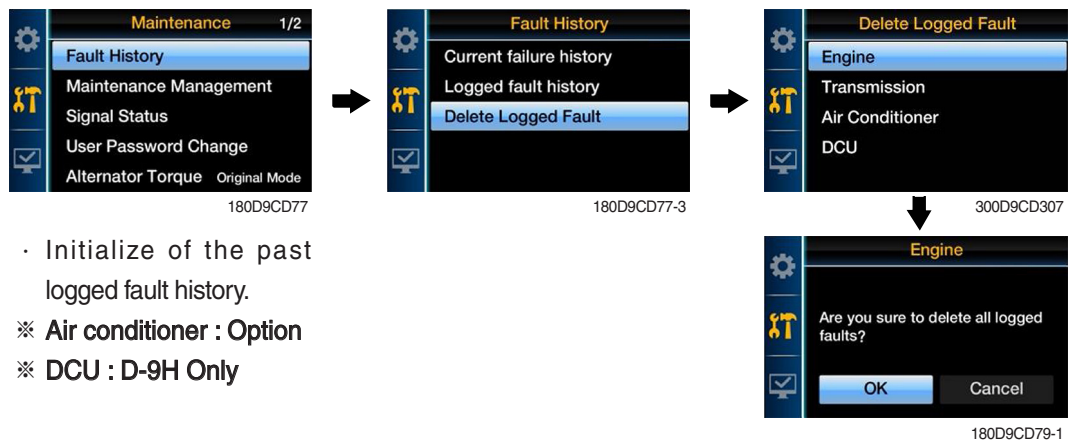 Maintenance 1/2
Fault History
Maintenance Management
Signal Status
User Password Change
Alternator Torque Original Mode
180D9CD77
Fault History
Current failure history
Logged fault history
Delete Logged Fault
180D9CD77-3
Delete Logged Fault
Engine
Transmission
Air Conditioner
DCU
300D9CD307
· Initialize of the past
logged fault history.
※ Air conditioner : Option
※ DCU : D-9H Only
Engine
Are you sure to delete all logged
faults?
OK Cancel
180D9CD79-1